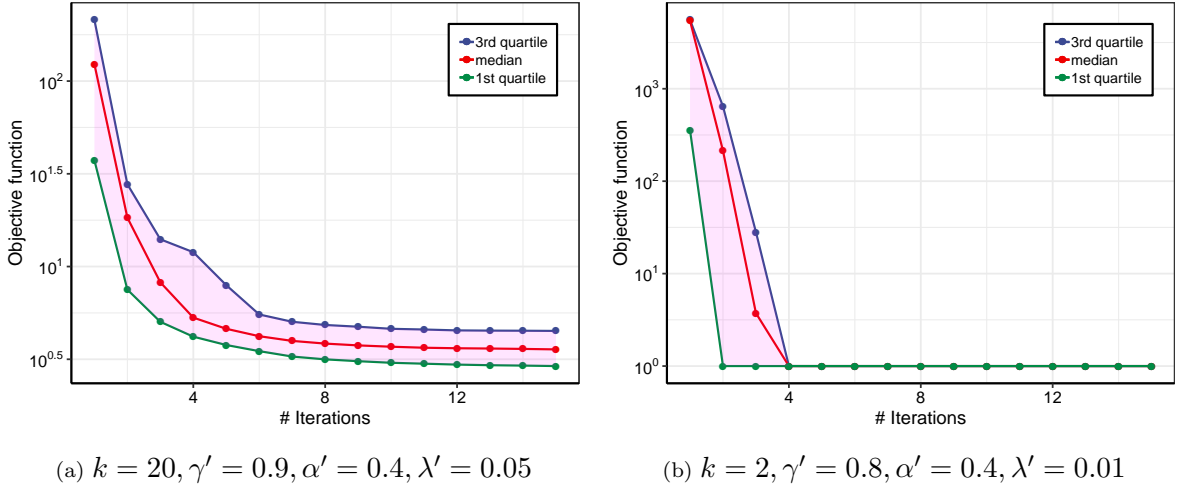 Objective function
10^2
10^1.5
10^1
10^0.5
3rd quartile
median
1st quartile
4
8
12
# Iterations
(a) k = 20, γ′ = 0.9, α′ = 0.4, λ′ = 0.05
Objective function
10^3
10^2
10^1
10^0
3rd quartile
median
1st quartile
4
8
12
# Iterations
(b) k = 2, γ′ = 0.8, α′ = 0.4, λ′ = 0.01